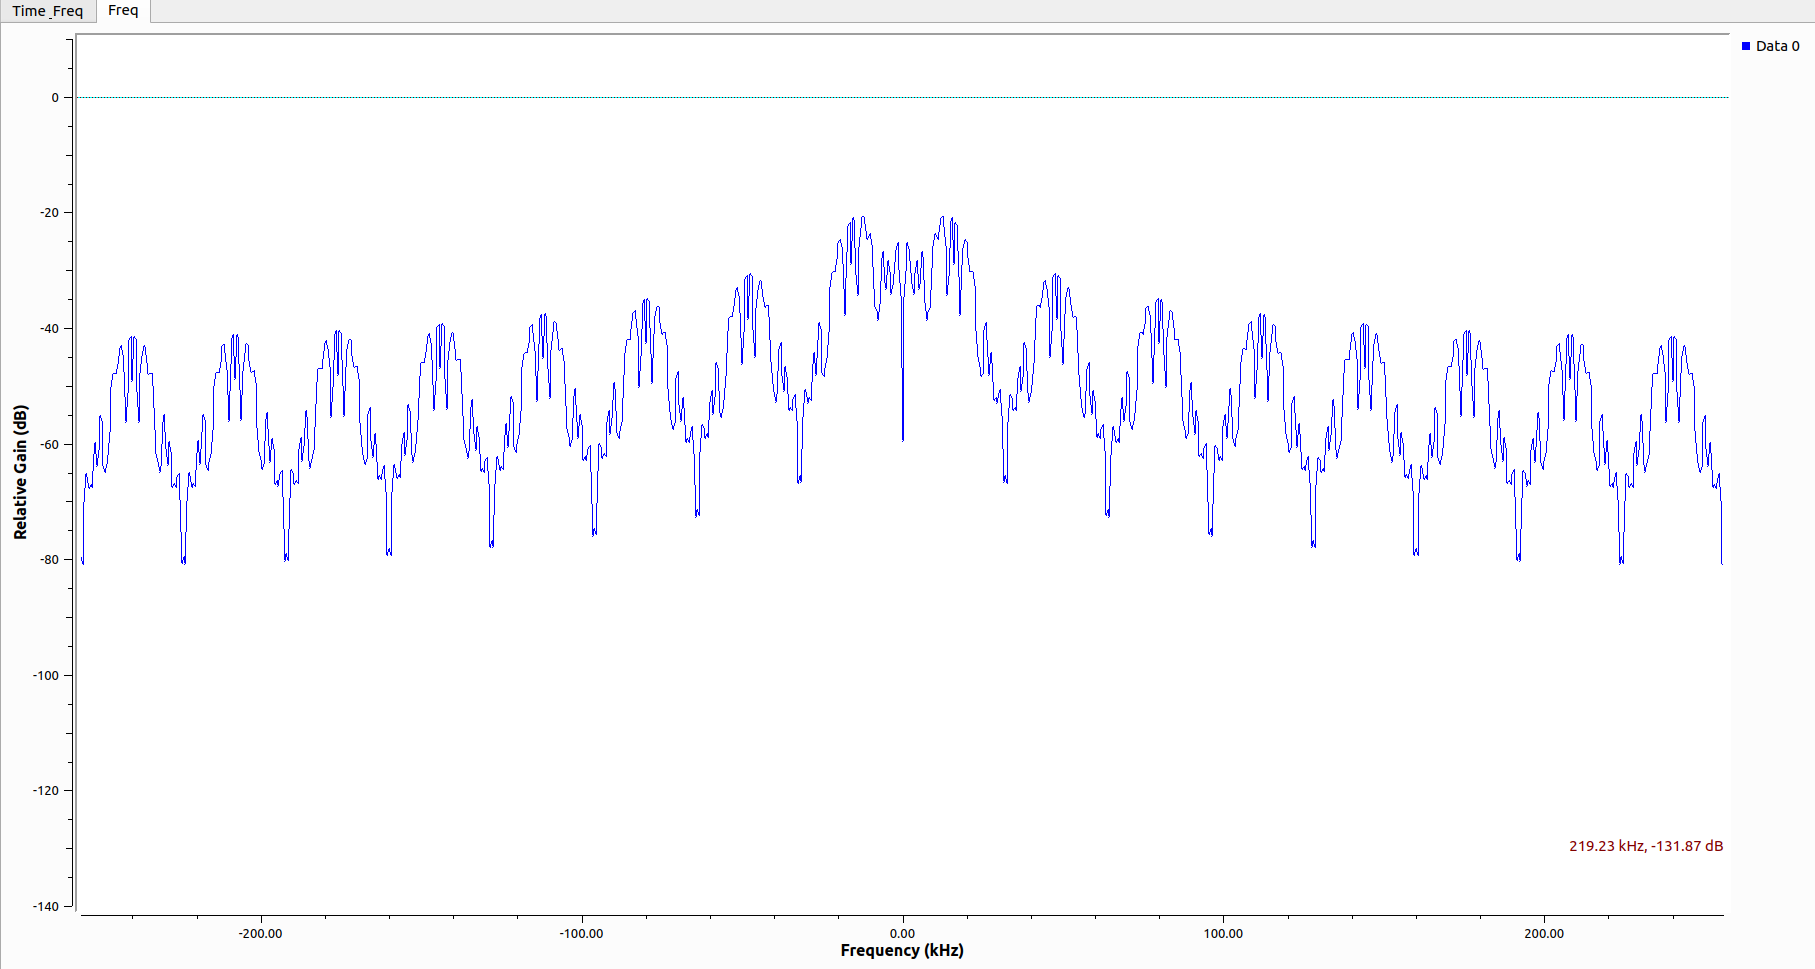 Time_Freq
Freq
Data 0
0
-20
-40
-60
-80
-100
-120
-140
Relative Gain (dB)
219.23 kHz, -131.87 dB
-200.00
-100.00
0.00
100.00
200.00
Frequency (kHz)